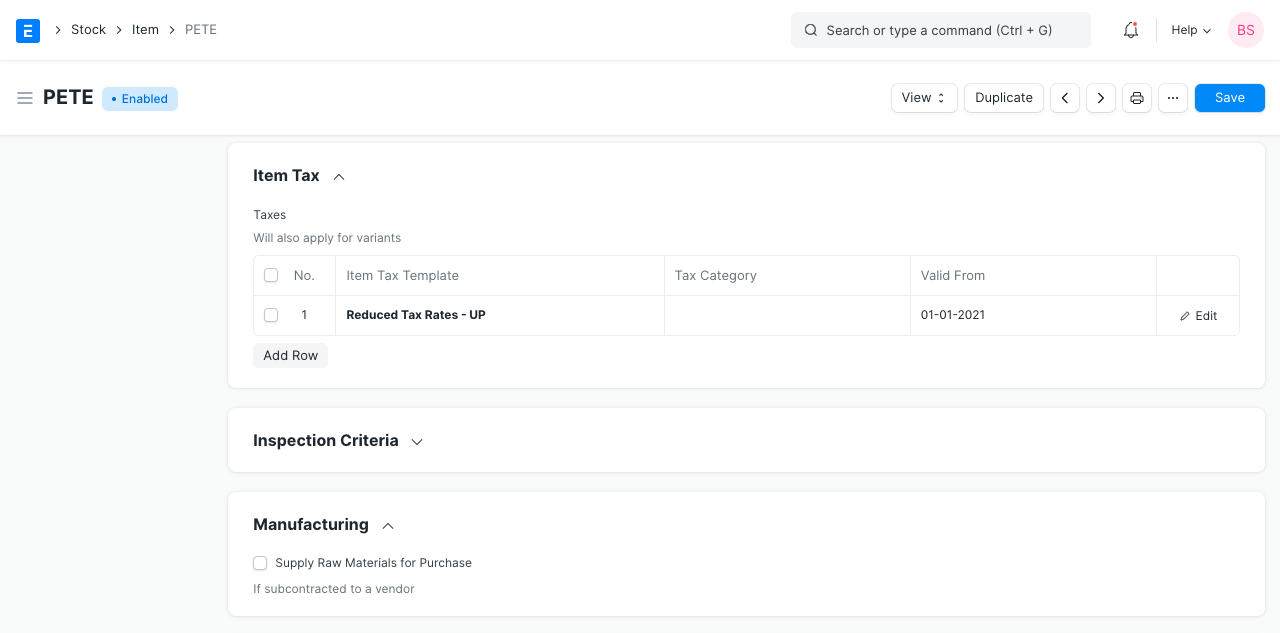 Stock > Item > PETE
Search or type a command (Ctrl + G)
Help
BS
PETE
• Enabled
View
Duplicate
...
Save
Item Tax
Taxes
Will also apply for variants
No. Item Tax Template Tax Category Valid From
1 Reduced Tax Rates - UP 01-01-2021 Edit
Add Row
Inspection Criteria
Manufacturing
Supply Raw Materials for Purchase
If subcontracted to a vendor